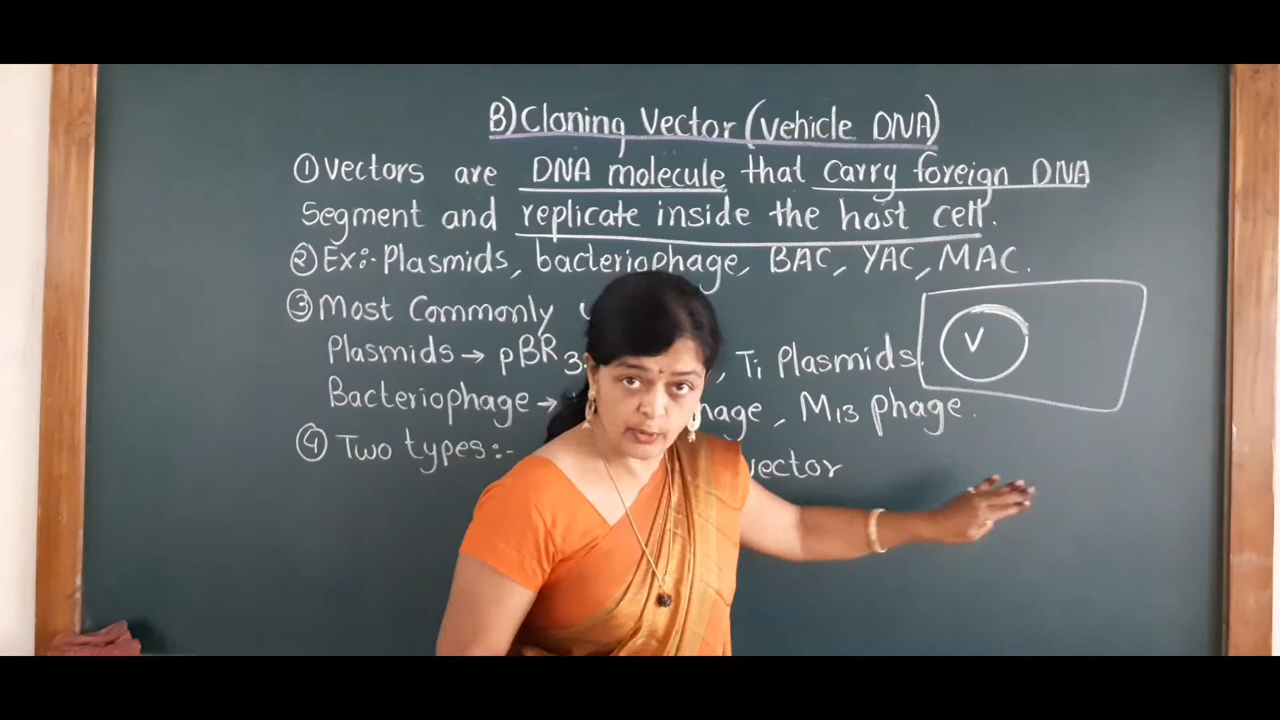 B) Cloning Vector (Vehicle DNA)
① Vectors are DNA molecule that carry foreign DNA
Segment and replicate inside the host cell.
② Ex:- Plasmids, bacteriophage, BAC, YAC, MAC.
③ Most Commonly
Plasmids → pBR 3 , Ti Plasmids.
V
Bacteriophage → hage, M13 phage.
④ Two types:- vector